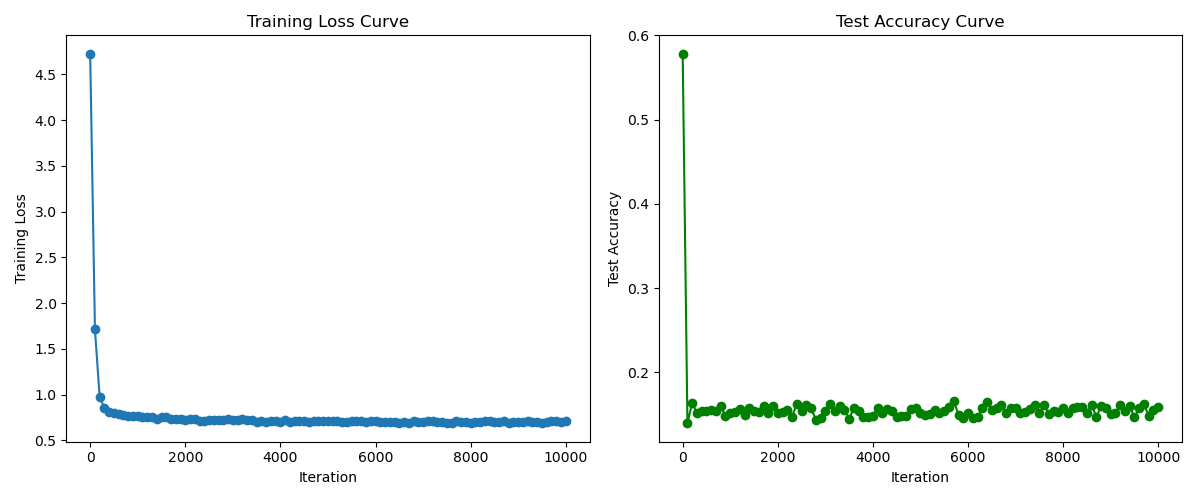 Training Loss Curve
Training Loss
4.5
4.0
3.5
3.0
2.5
2.0
1.5
1.0
0.5
0 2000 4000 6000 8000 10000
Iteration
Test Accuracy Curve
Test Accuracy
0.6
0.5
0.4
0.3
0.2
0 2000 4000 6000 8000 10000
Iteration